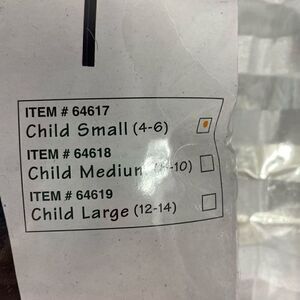 ITEM # 64617
Child Small (4-6)
ITEM # 64618
Child Medium
ITEM # 64619
Child Large (12-14)